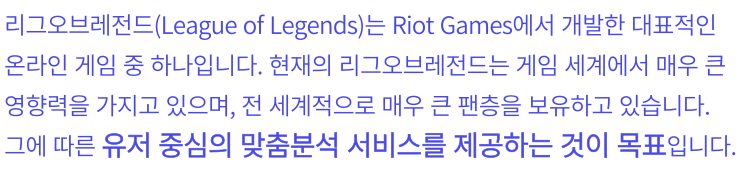 리그오브레전드(League of Legends)는 Riot Games에서 개발한 대표적인
온라인 게임 중 하나입니다. 현재의 리그오브레전드는 게임 세계에서 매우 큰
영향력을 가지고 있으며, 전 세계적으로 매우 큰 팬층을 보유하고 있습니다.
그에 따른 유저 중심의 맞춤분석 서비스를 제공하는 것이 목표입니다.